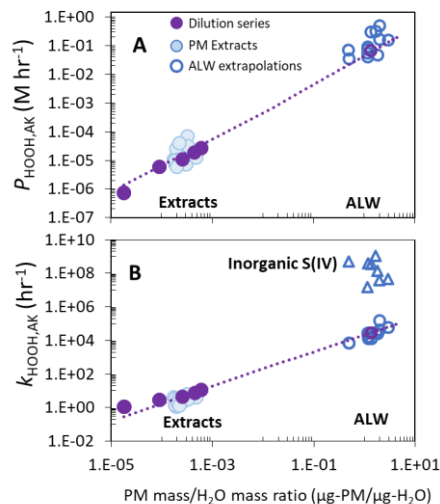 A
Dilution series
PM Extracts
ALW extrapolations
P_HOOH,AK (M hr⁻¹)
1.E+00
1.E-01
1.E-02
1.E-03
1.E-04
1.E-05
1.E-06
1.E-07
Extracts
ALW
B
Inorganic S(IV)
k_HOOH,AK (hr⁻¹)
1.E+10
1.E+08
1.E+06
1.E+04
1.E+02
1.E+00
1.E-02
Extracts
ALW
1.E-05
1.E-03
1.E-01
1.E+01
PM mass/H₂O mass ratio (μg-PM/μg-H₂O)